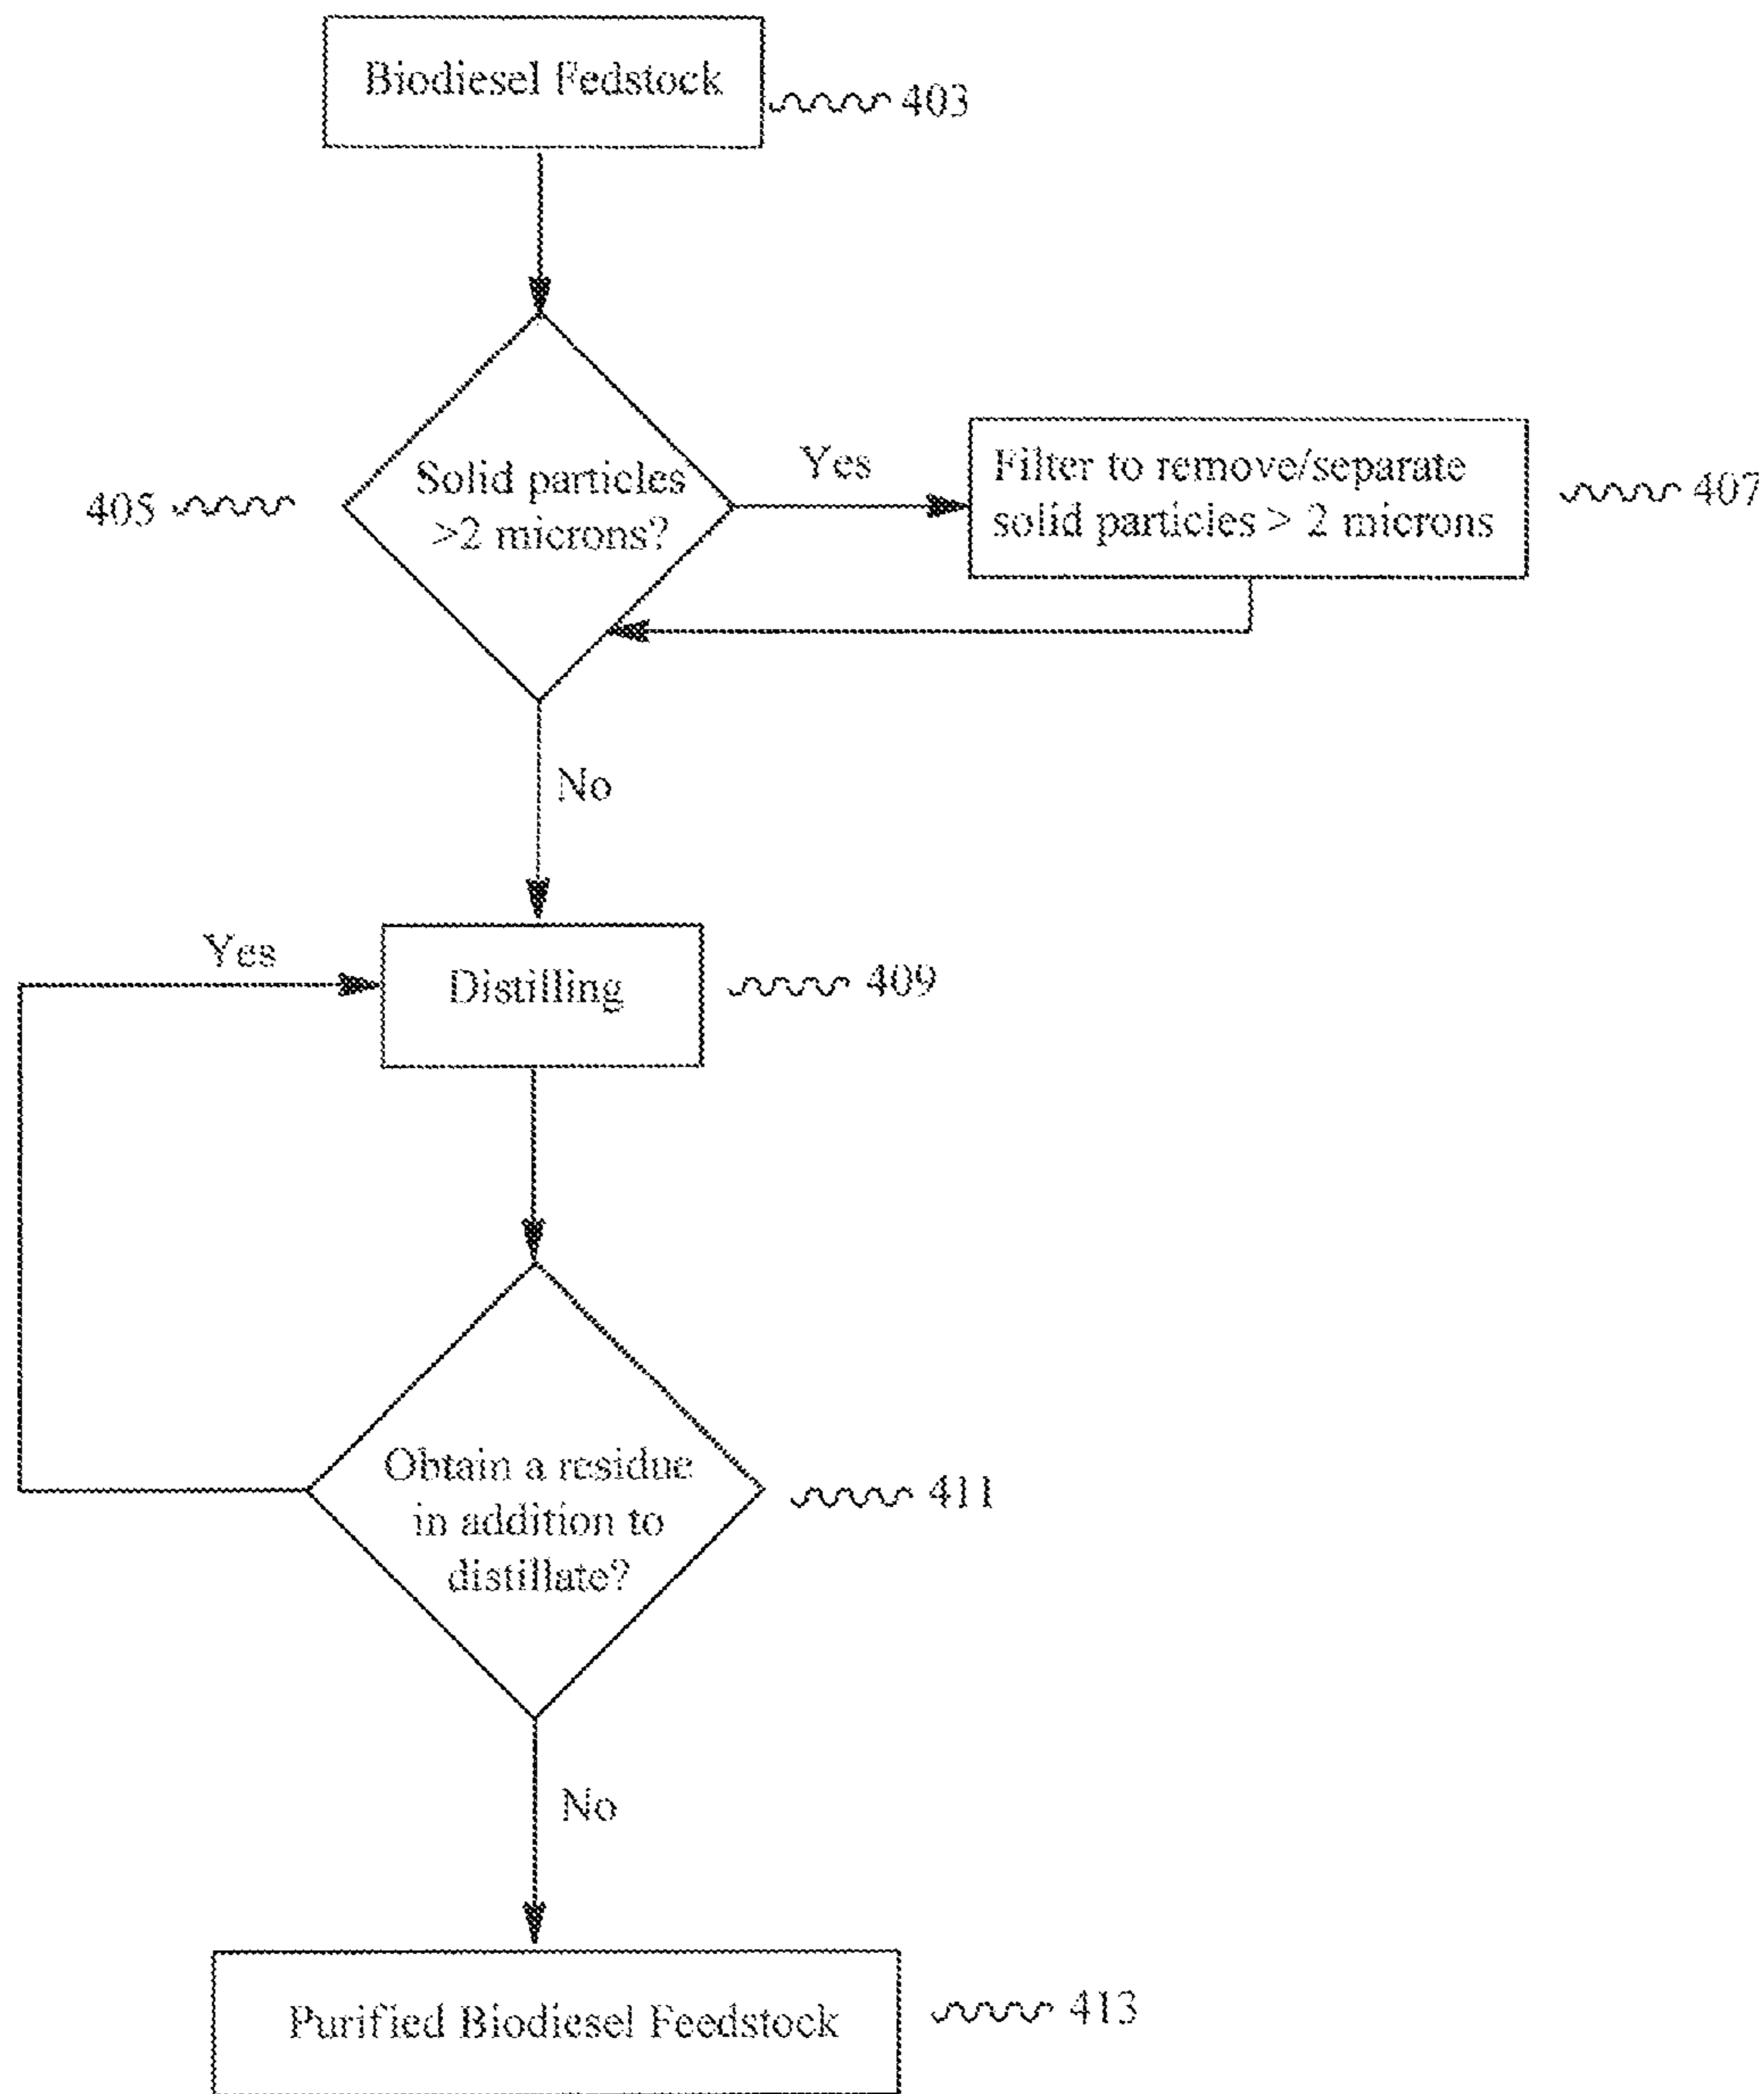 Biodiesel Fedstock
403
Solid particles
>2 microns?
405
Yes
Filter to remove/separate
solid particles > 2 microns
407
No
Yes
Distilling
409
Obtain a residue
in addition to
distillate?
411
No
Purified Biodiesel Feedstock
413